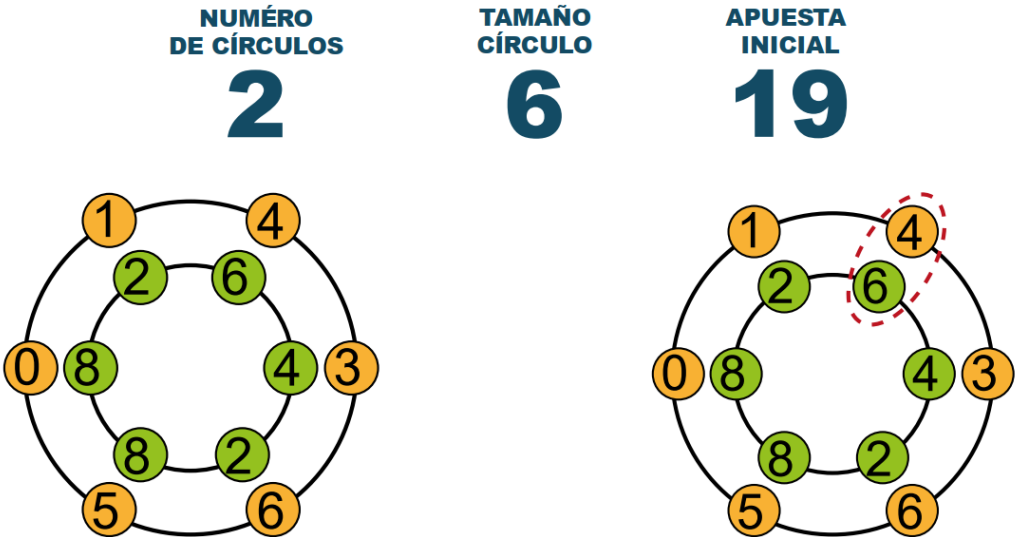 NUMÉRO
DE CÍRCULOS
2
TAMAÑO
CÍRCULO
6
APUESTA
INICIAL
19
1 4
2 6
0 8 4 3
8 2
5 6
1 4
2 6
0 8 4 3
8 2
5 6